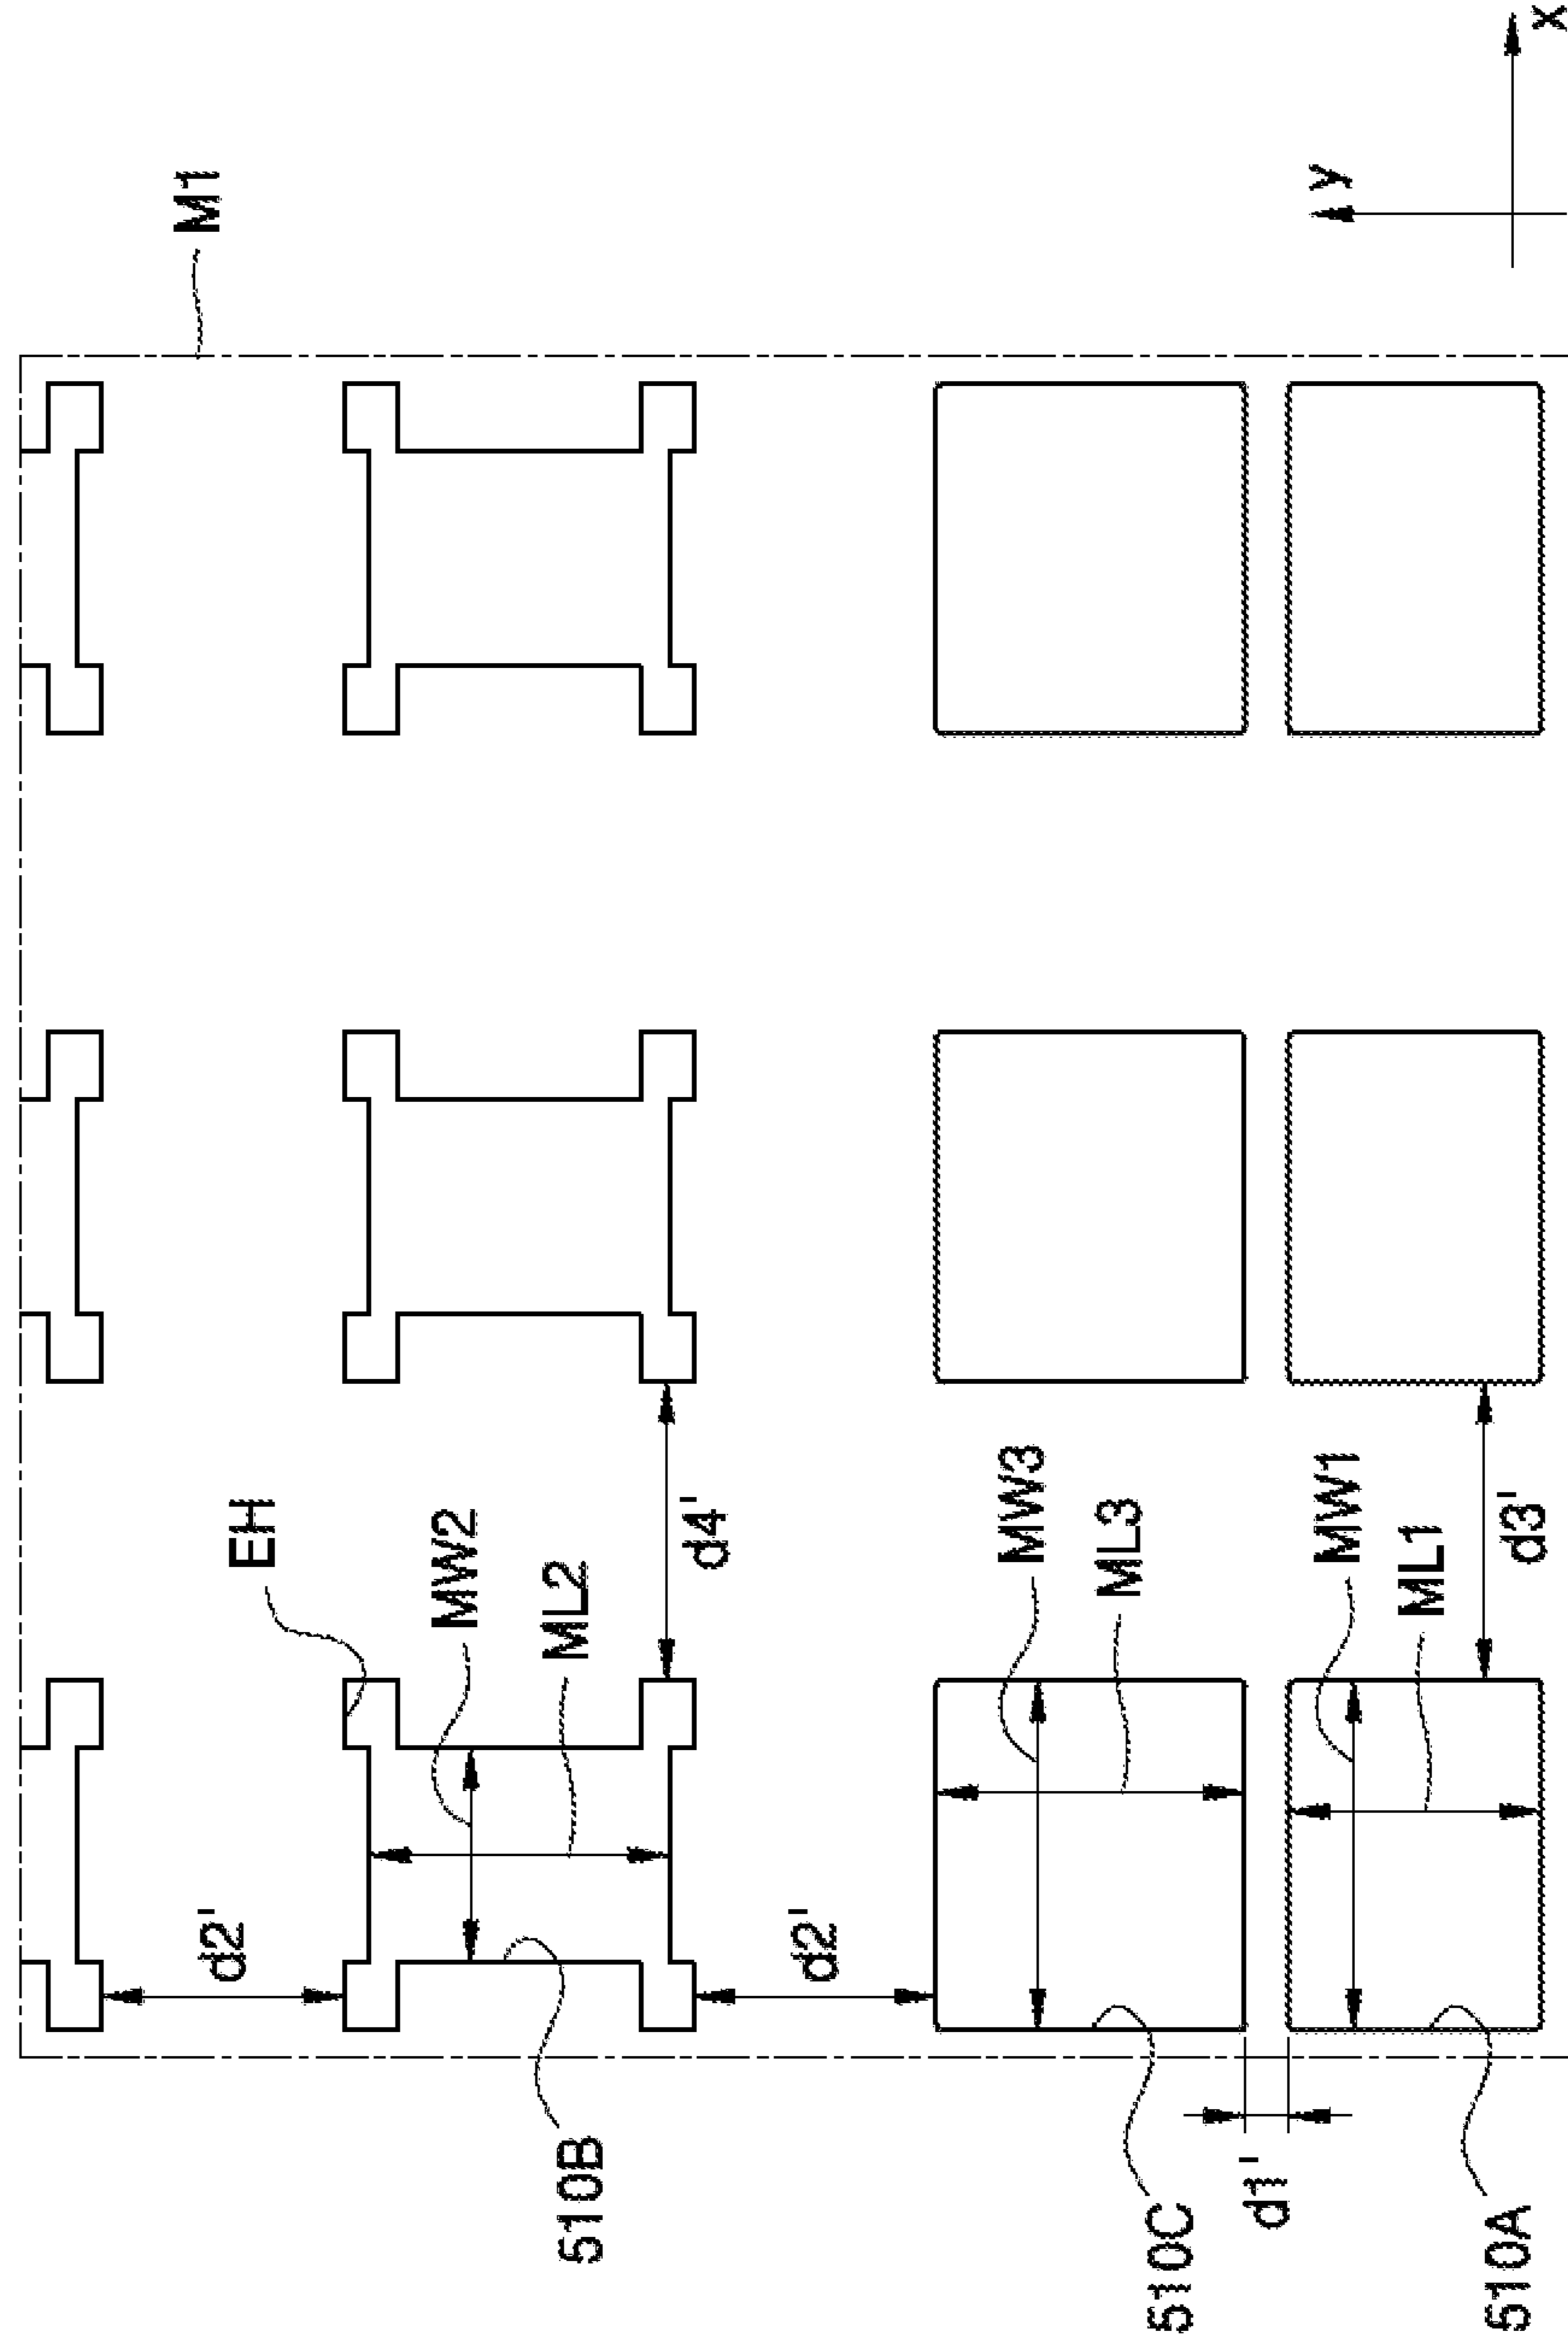 M1
y
x
EH
MW2
ML2
d4'
MW3
ML3
MW1
ML1
d3'
d2'
d2'
510B
510C
d1'
510A